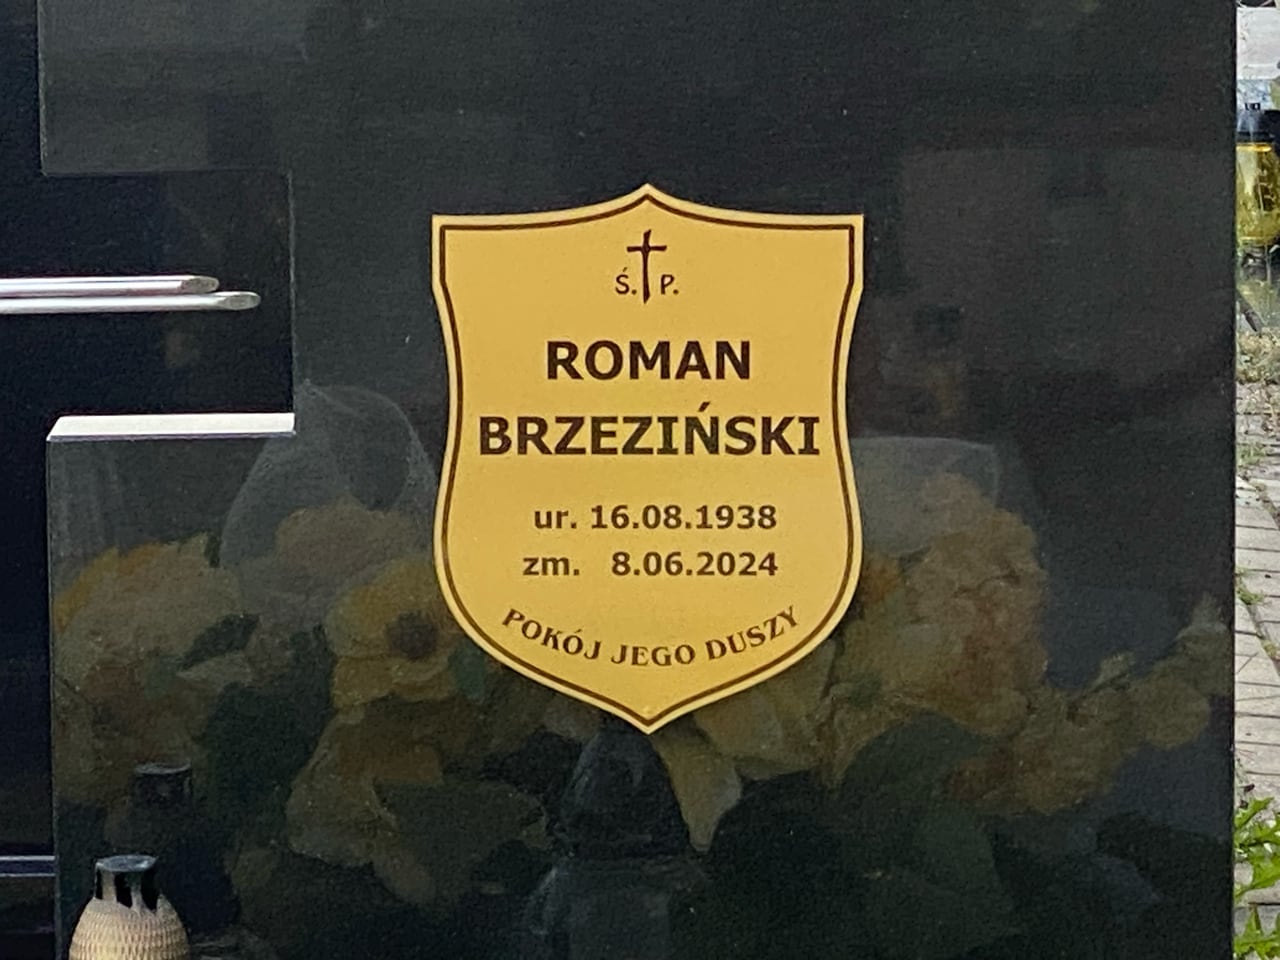 Ś. P.
ROMAN
BRZEZIŃSKI
ur. 16.08.1938
zm. 8.06.2024
POKÓJ JEGO DUSZY